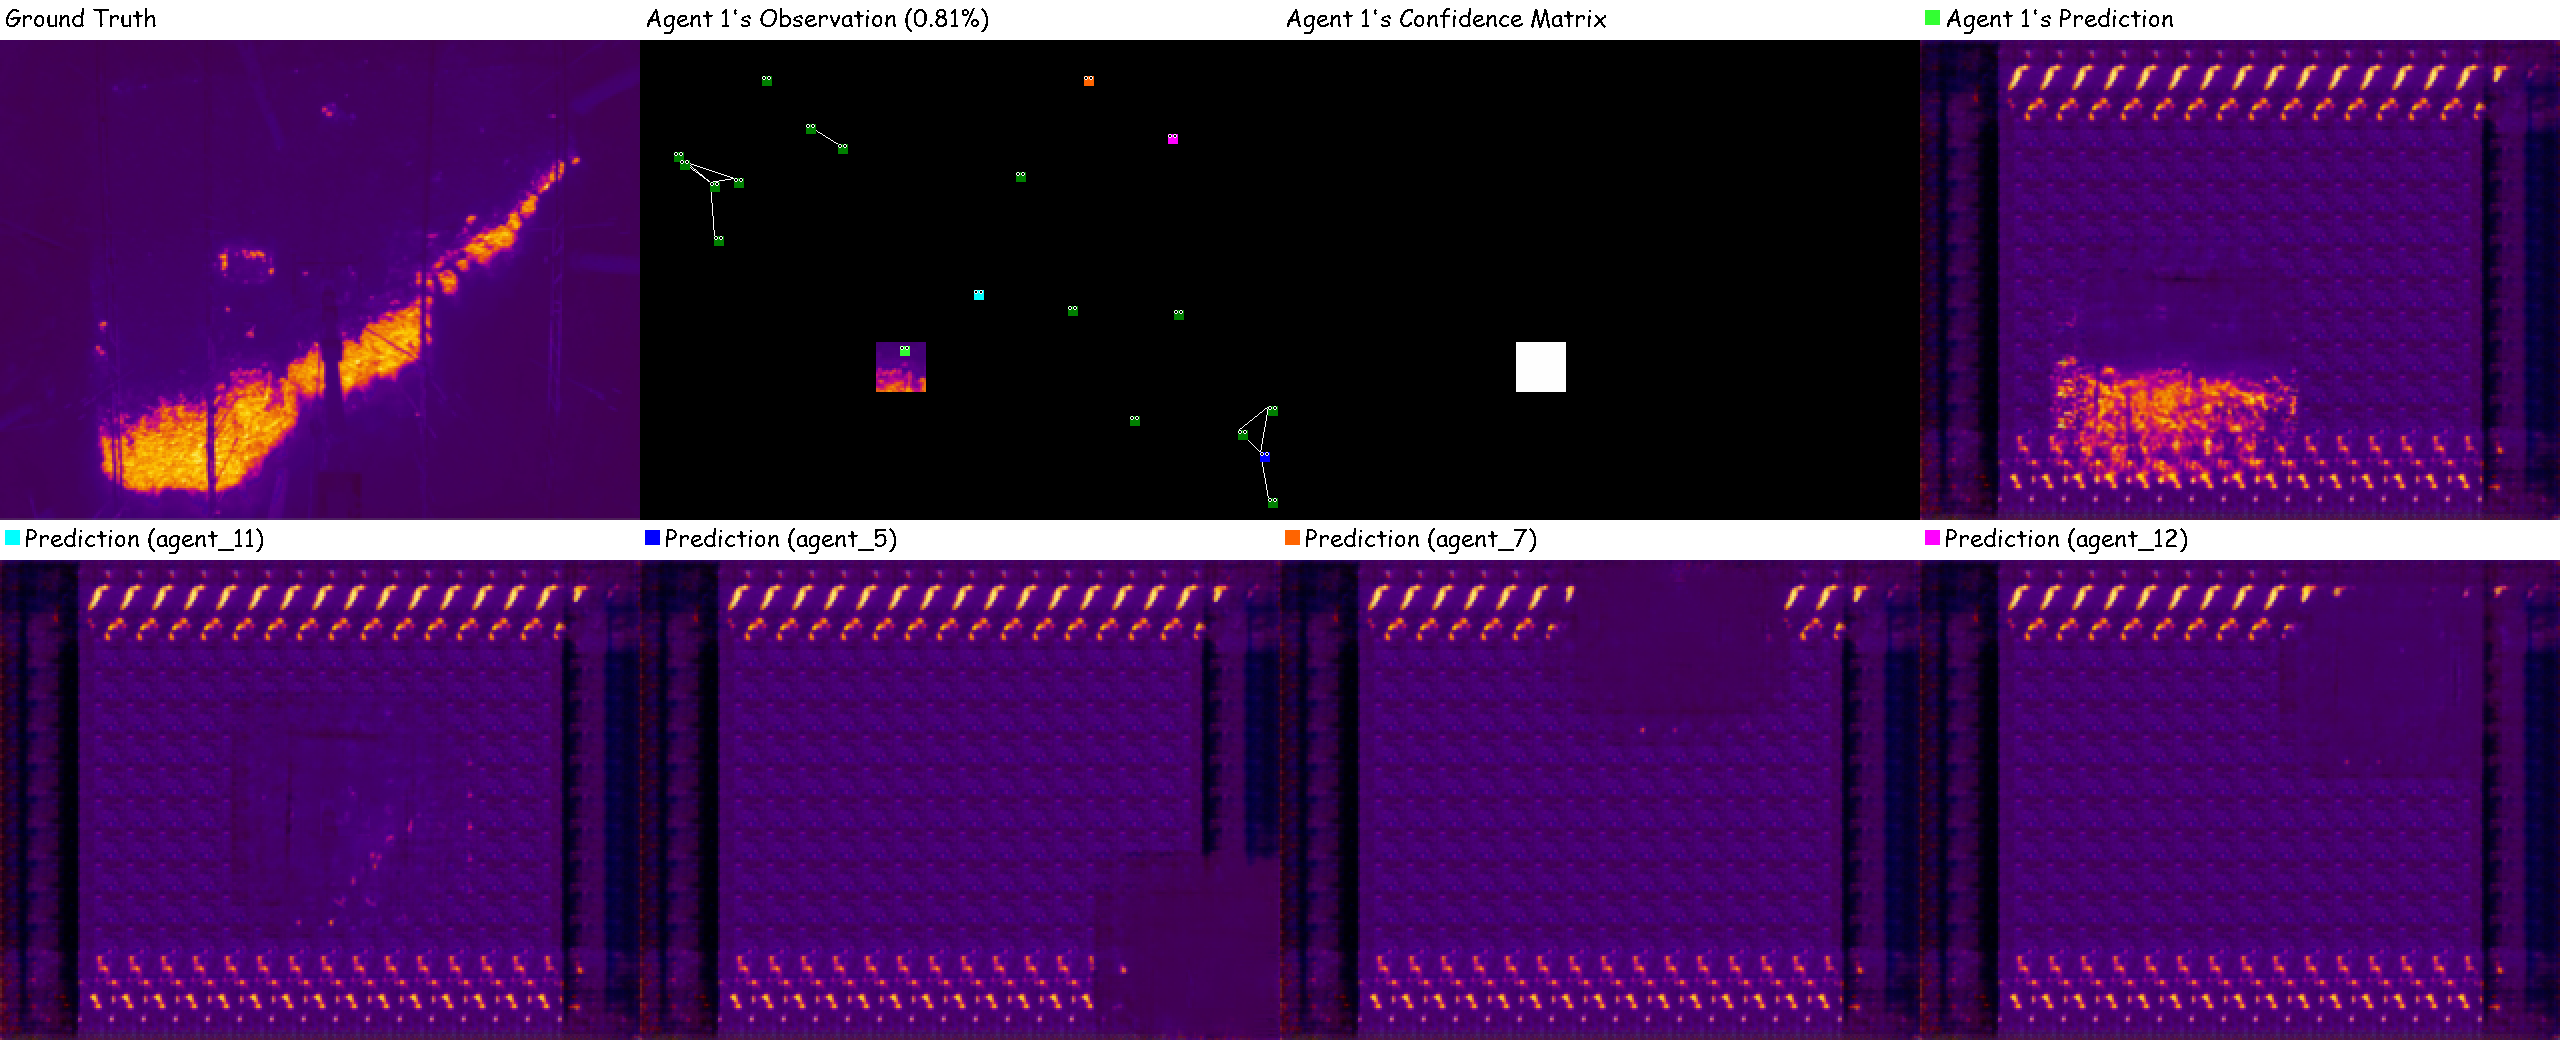 Ground Truth
Agent 1's Observation (0.81%)
Agent 1's Confidence Matrix
Agent 1's Prediction
Prediction (agent_11)
Prediction (agent_5)
Prediction (agent_7)
Prediction (agent_12)